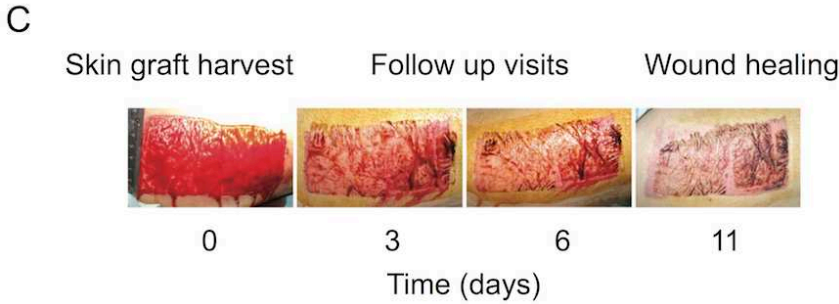 C
Skin graft harvest Follow up visits Wound healing
0 3 6 11
Time (days)